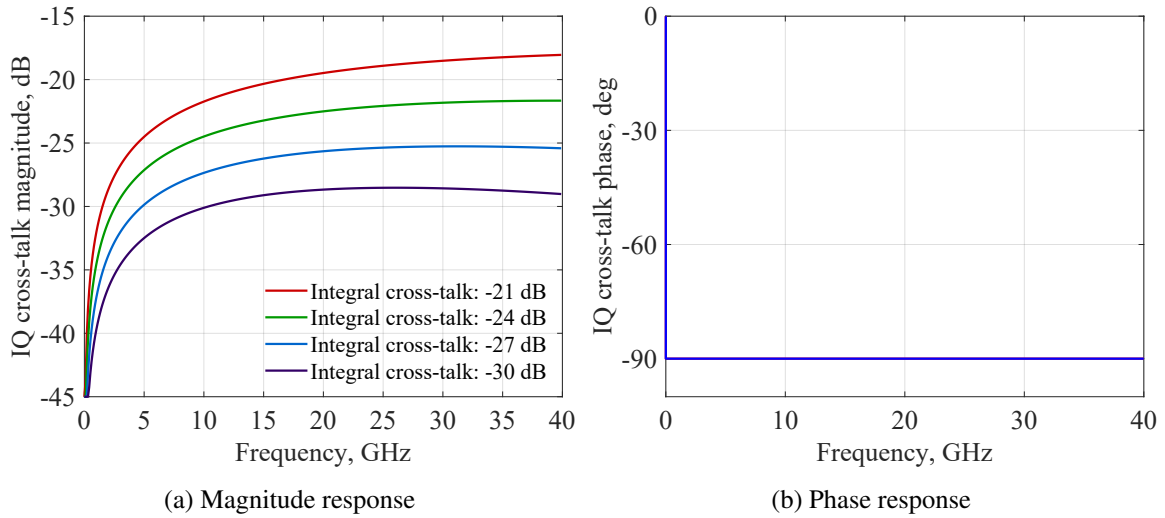 -15
-20
-25
-30
-35
-40
-45
IQ cross-talk magnitude, dB
Integral cross-talk: -21 dB
Integral cross-talk: -24 dB
Integral cross-talk: -27 dB
Integral cross-talk: -30 dB
0 5 10 15 20 25 30 35 40
Frequency, GHz
(a) Magnitude response
0
-30
-60
-90
IQ cross-talk phase, deg
0 10 20 30 40
Frequency, GHz
(b) Phase response